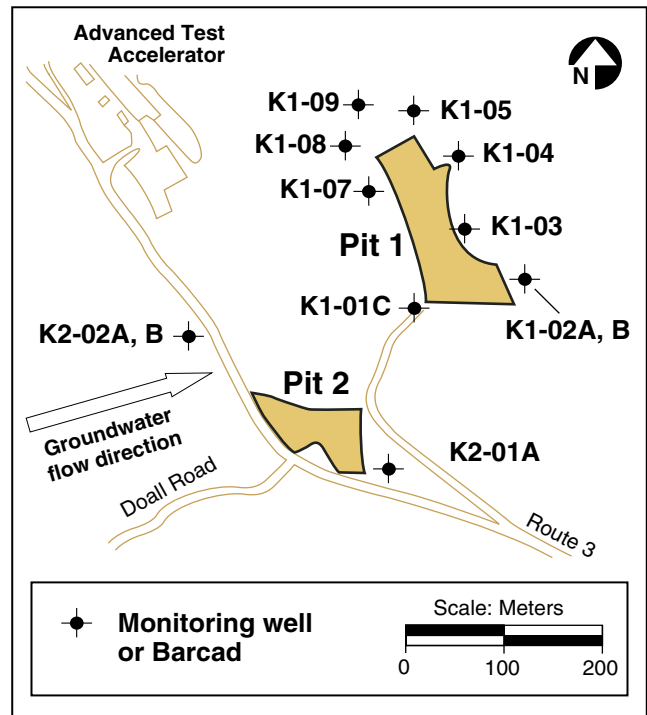 Advanced Test
Accelerator
N
K1-09
K1-05
K1-08
K1-04
K1-07
K1-03
Pit 1
K1-01C
K1-02A, B
K2-02A, B
Pit 2
Groundwater
flow direction
K2-01A
Doall Road
Route 3
Monitoring well
or Barcad
Scale: Meters
0 100 200